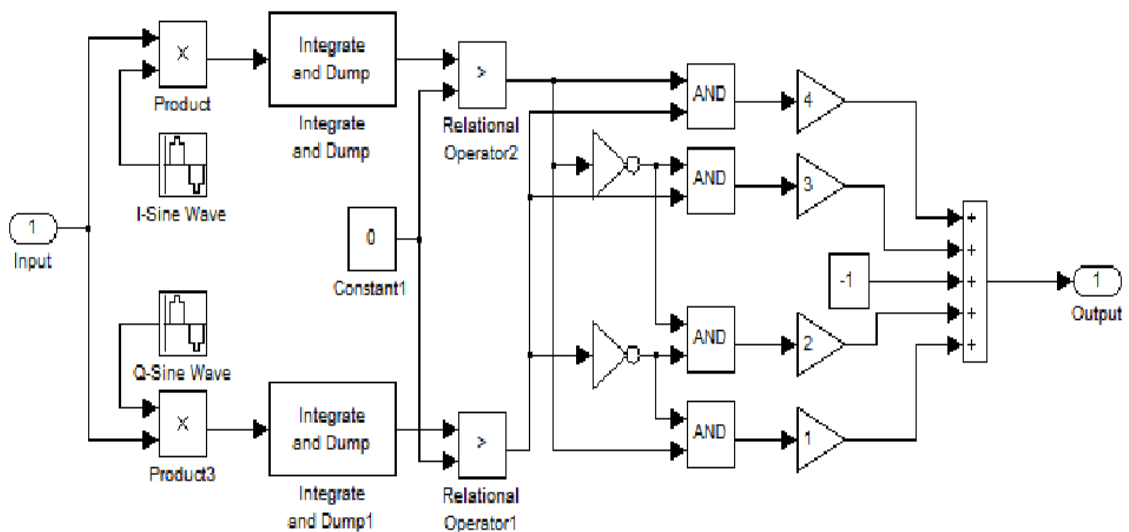 1
Input
X
Product
I-Sine Wave
Q-Sine Wave
X
Product3
Integrate
and Dump
Integrate
and Dump
Integrate
and Dump
Integrate
and Dump1
0
Constant1
>
Relational
Operator2
>
Relational
Operator1
AND
AND
AND
AND
4
3
-1
2
1
+
+
+
+
+
1
Output